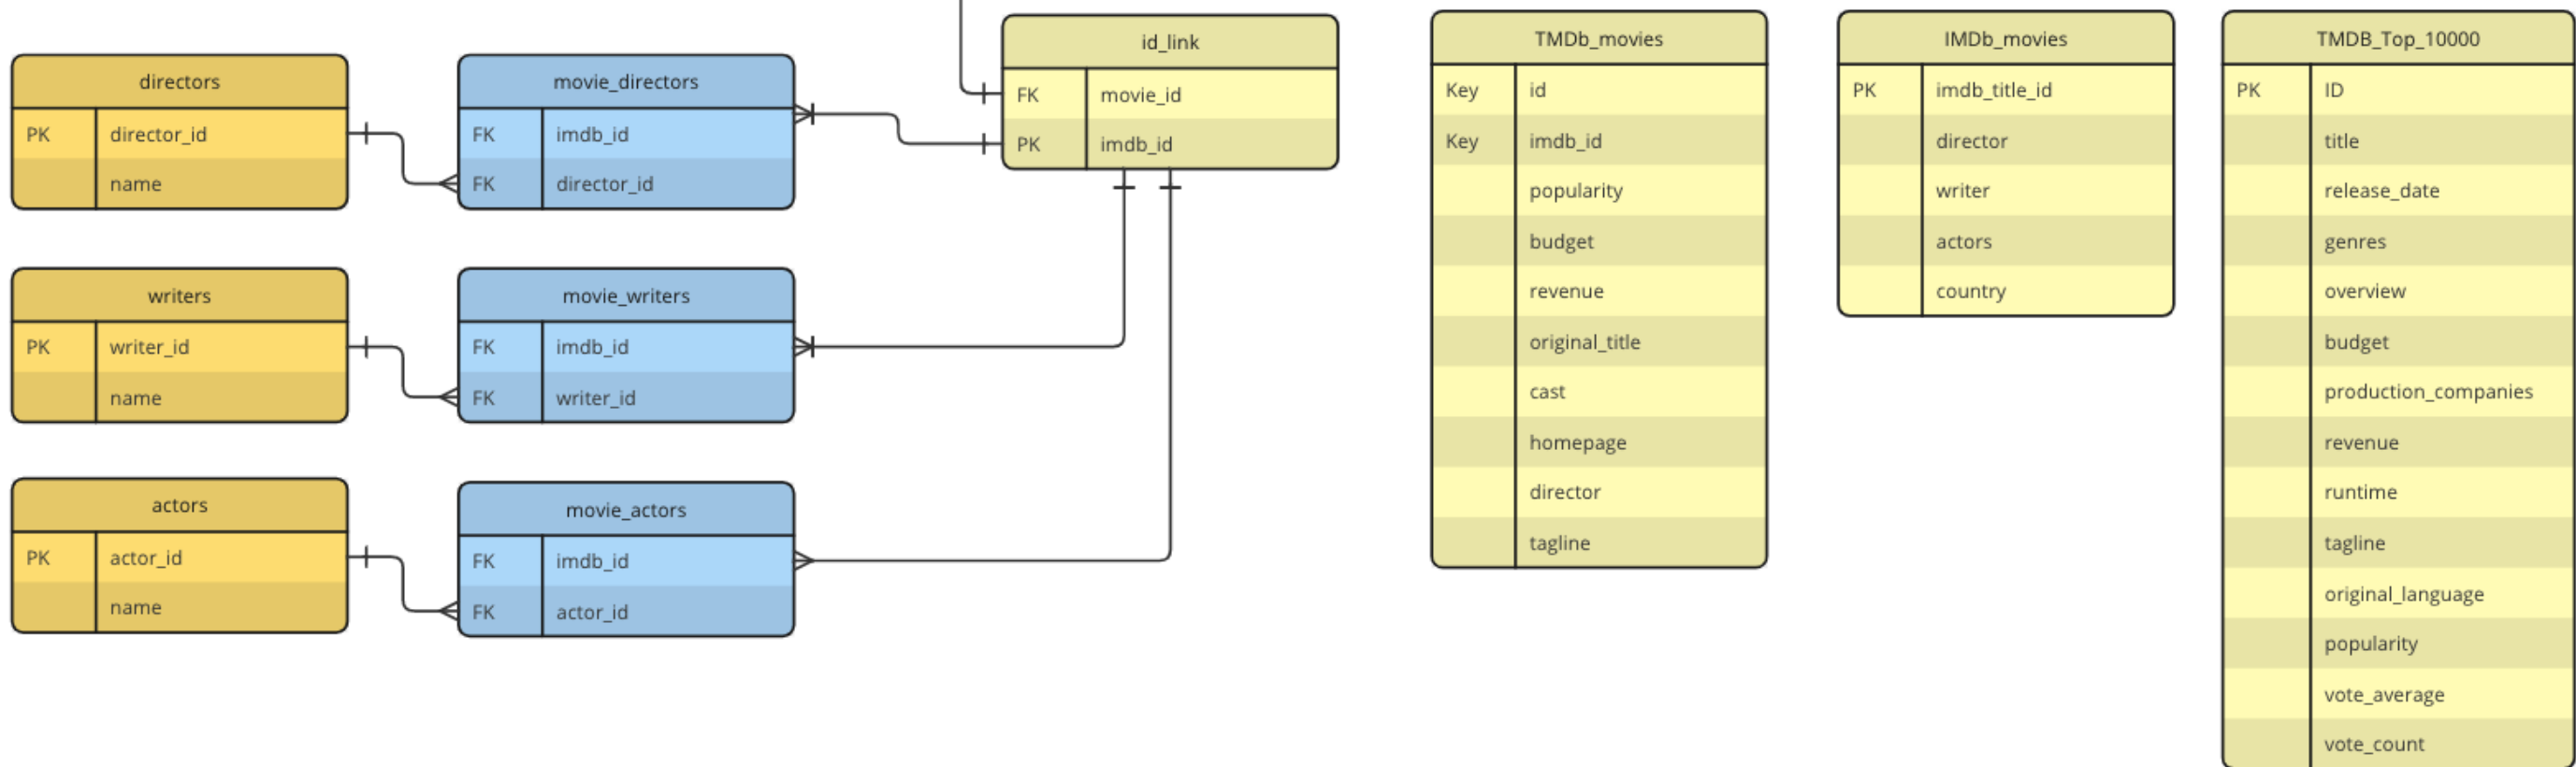 directors
PK director_id
name
movie_directors
FK imdb_id
FK director_id
id_link
FK movie_id
PK imdb_id
writers
PK writer_id
name
movie_writers
FK imdb_id
FK writer_id
actors
PK actor_id
name
movie_actors
FK imdb_id
FK actor_id
TMDb_movies
Key id
Key imdb_id
popularity
budget
revenue
original_title
cast
homepage
director
tagline
IMDb_movies
PK imdb_title_id
director
writer
actors
country
TMDB_Top_10000
PK ID
title
release_date
genres
overview
budget
production_companies
revenue
runtime
tagline
original_language
popularity
vote_average
vote_count